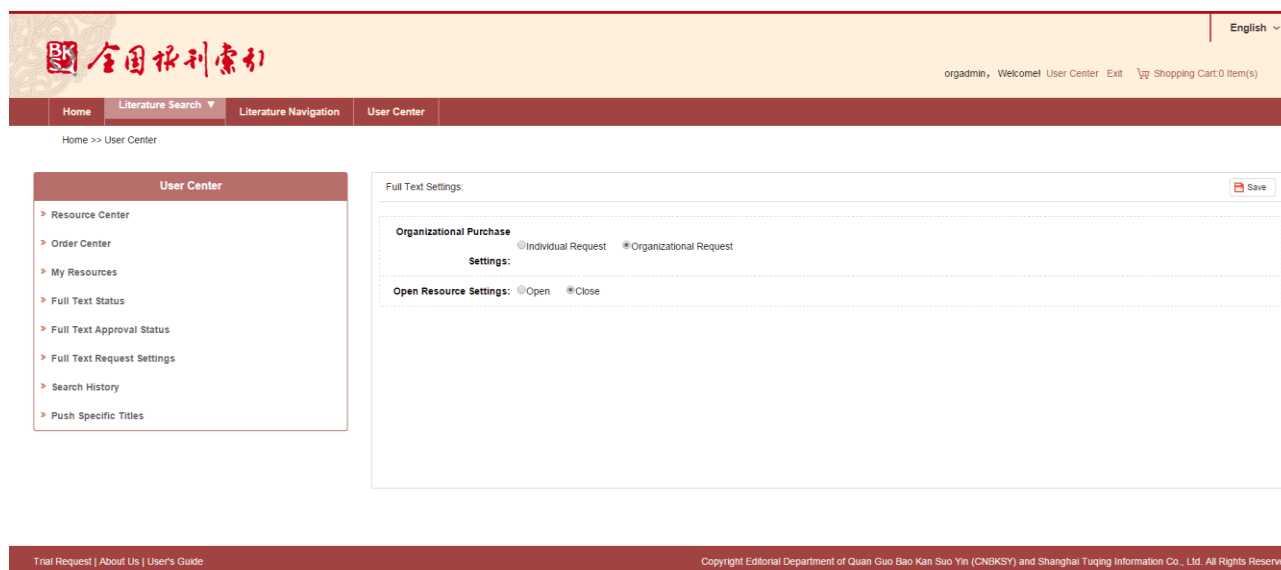 English
全国报刊索引
orgadmin， Welcome! User Center Exit Shopping Cart:0 Item(s)
Home Literature Search ▼ Literature Navigation User Center
Home >> User Center
User Center
Resource Center
Order Center
My Resources
Full Text Status
Full Text Approval Status
Full Text Request Settings
Search History
Push Specific Titles
Full Text Settings:
Save
Organizational Purchase
Individual Request Organizational Request
Settings:
Open Resource Settings: Open Close
Trial Request | About Us | User's Guide
Copyright Editorial Department of Quan Guo Bao Kan Suo Yin (CNBKSY) and Shanghai Tuqing Information Co., Ltd. All Rights Reserve